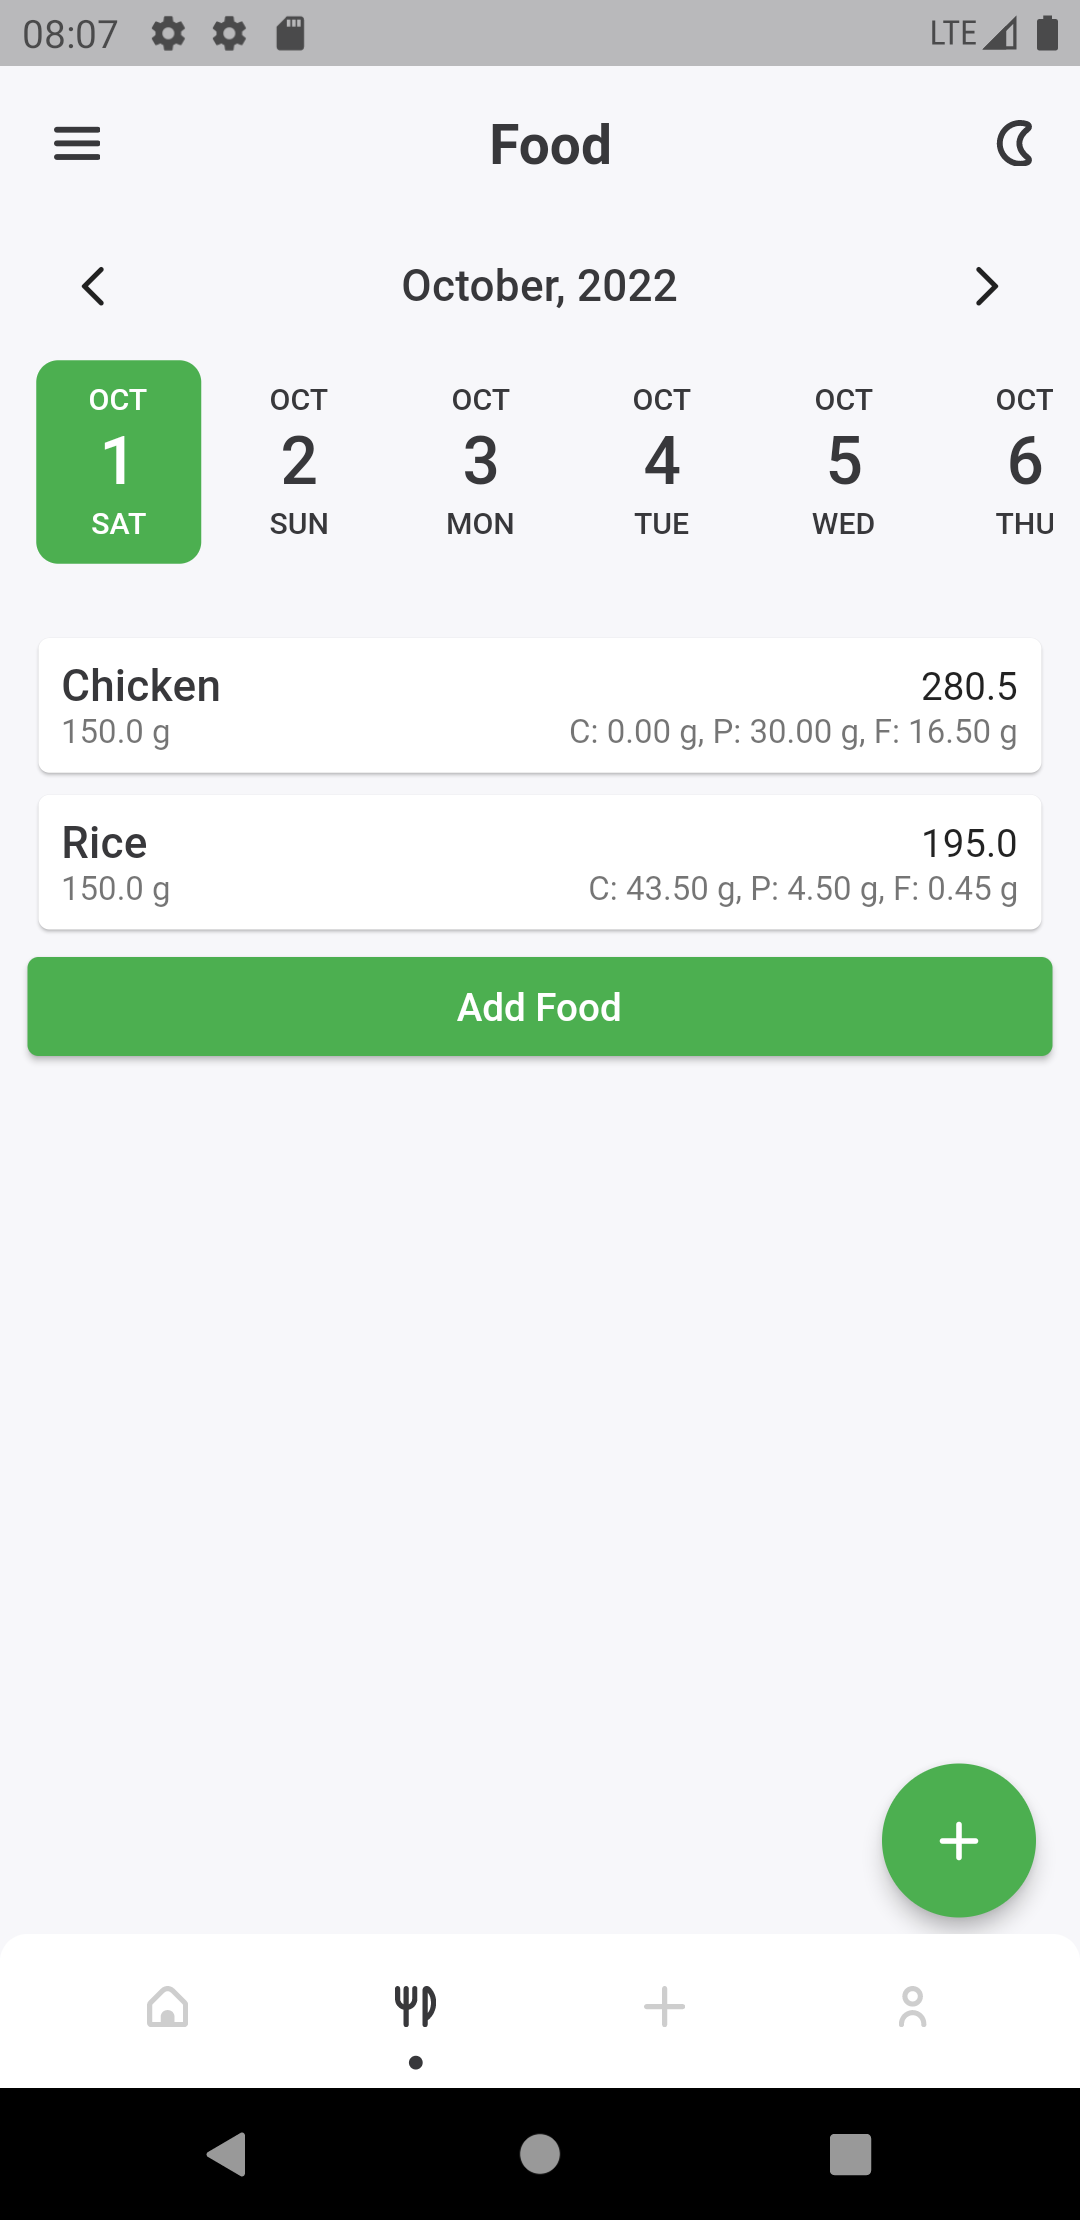 08:07 LTE
Food
October, 2022
OCT OCT OCT OCT OCT OCT
1 2 3 4 5 6
SAT SUN MON TUE WED THU
Chicken 280.5
150.0 g C: 0.00 g, P: 30.00 g, F: 16.50 g
Rice 195.0
150.0 g C: 43.50 g, P: 4.50 g, F: 0.45 g
Add Food